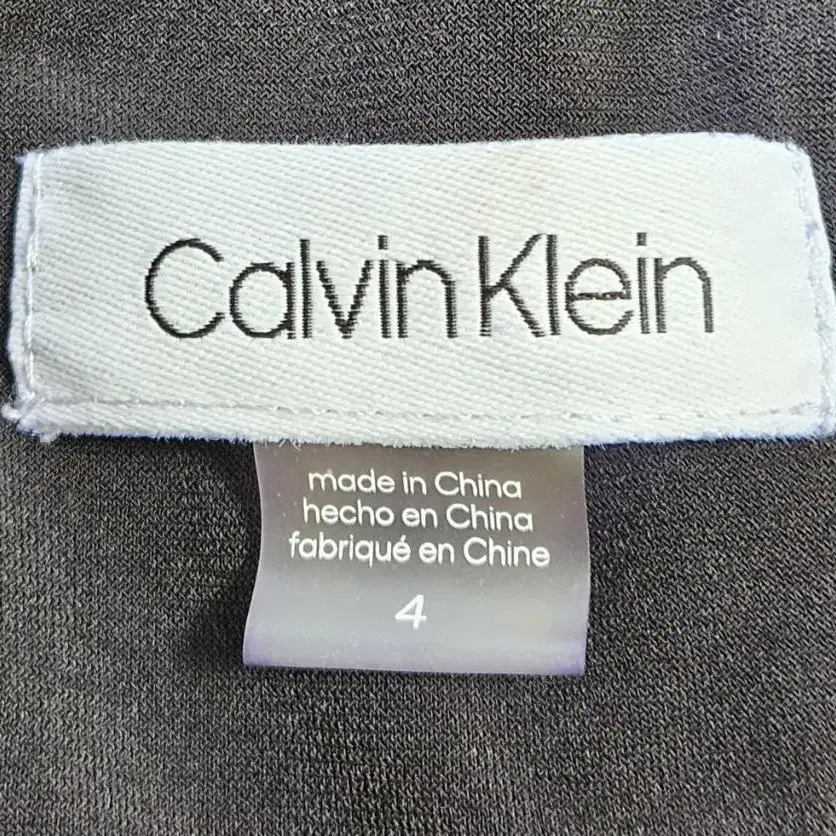 Calvin Klein
made in China
hecho en China
fabriqué en Chine
4